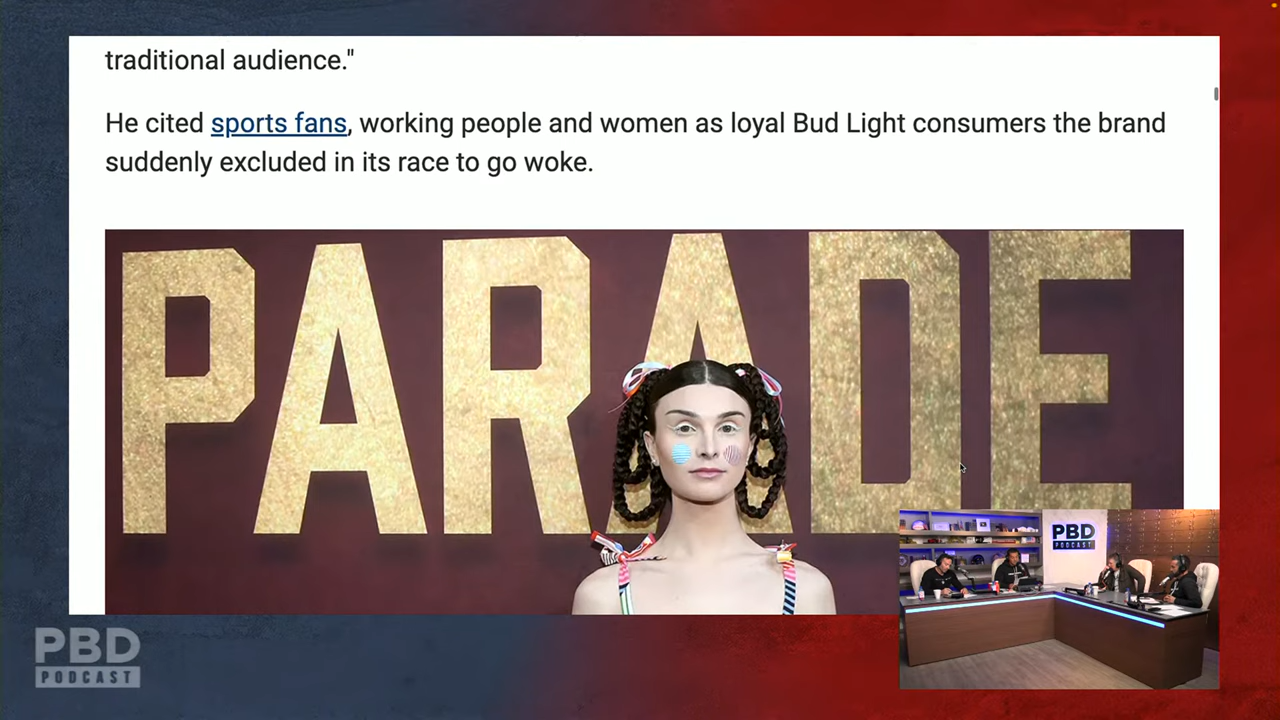 traditional audience."
He cited sports fans, working people and women as loyal Bud Light consumers the brand
suddenly excluded in its race to go woke.
PARADE
PBD
PODCAST
PBD
PODCAST